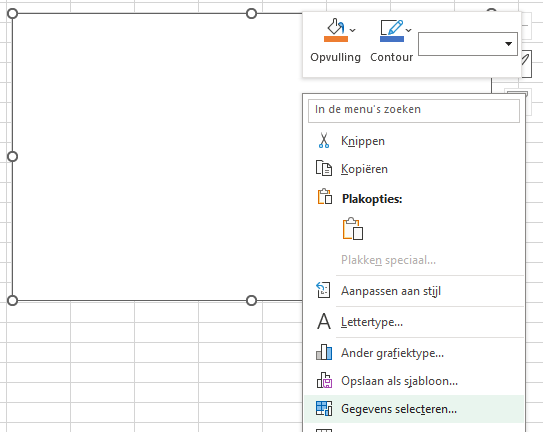 Opvulling Contour
In de menu's zoeken
Knippen
Kopiëren
Plakopties:
Plakken speciaal...
Aanpassen aan stijl
Lettertype...
Ander grafiektype...
Opslaan als sjabloon...
Gegevens selecteren...